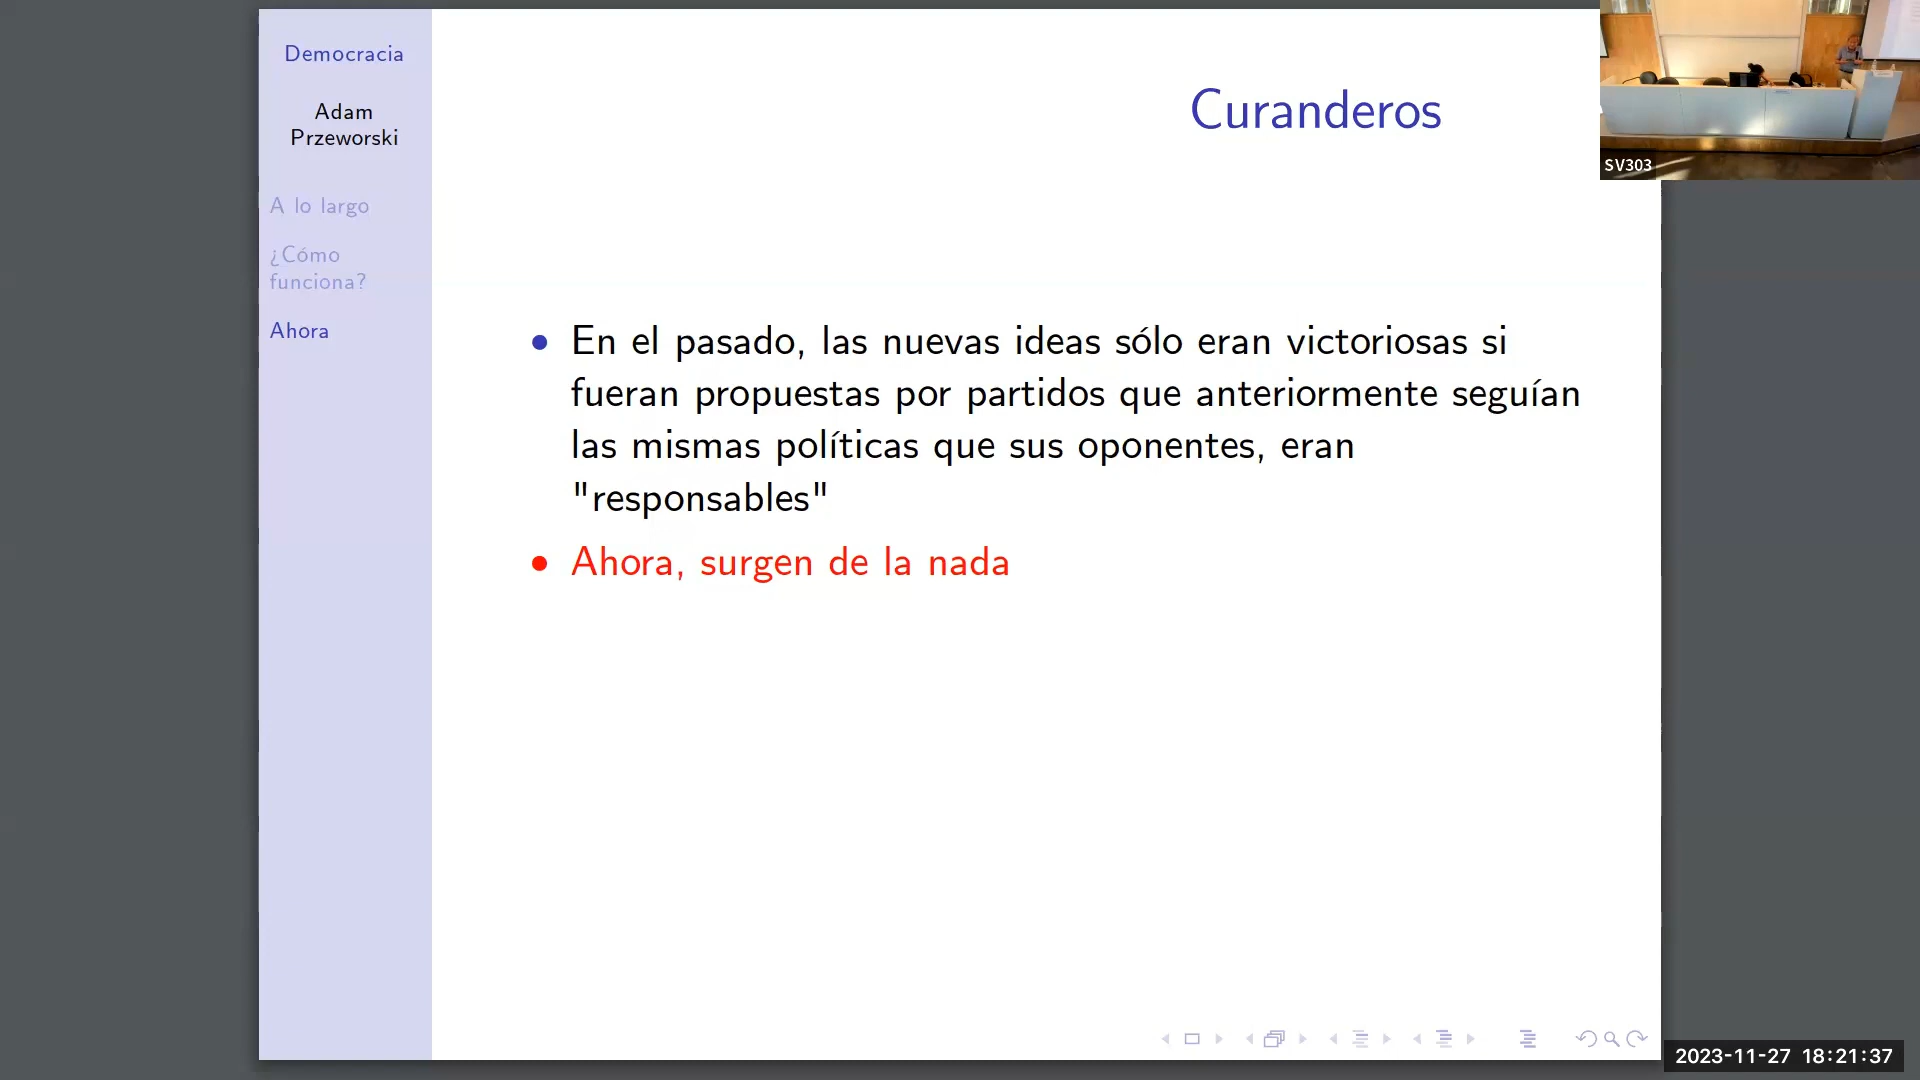 Democracia
Adam
Przeworski
A lo largo
¿Cómo
funciona?
Ahora
Curanderos
• En el pasado, las nuevas ideas sólo eran victoriosas si
fueran propuestas por partidos que anteriormente seguían
las mismas políticas que sus oponentes, eran
"responsables"
• Ahora, surgen de la nada
SV303
2023-11-27 18:21:37